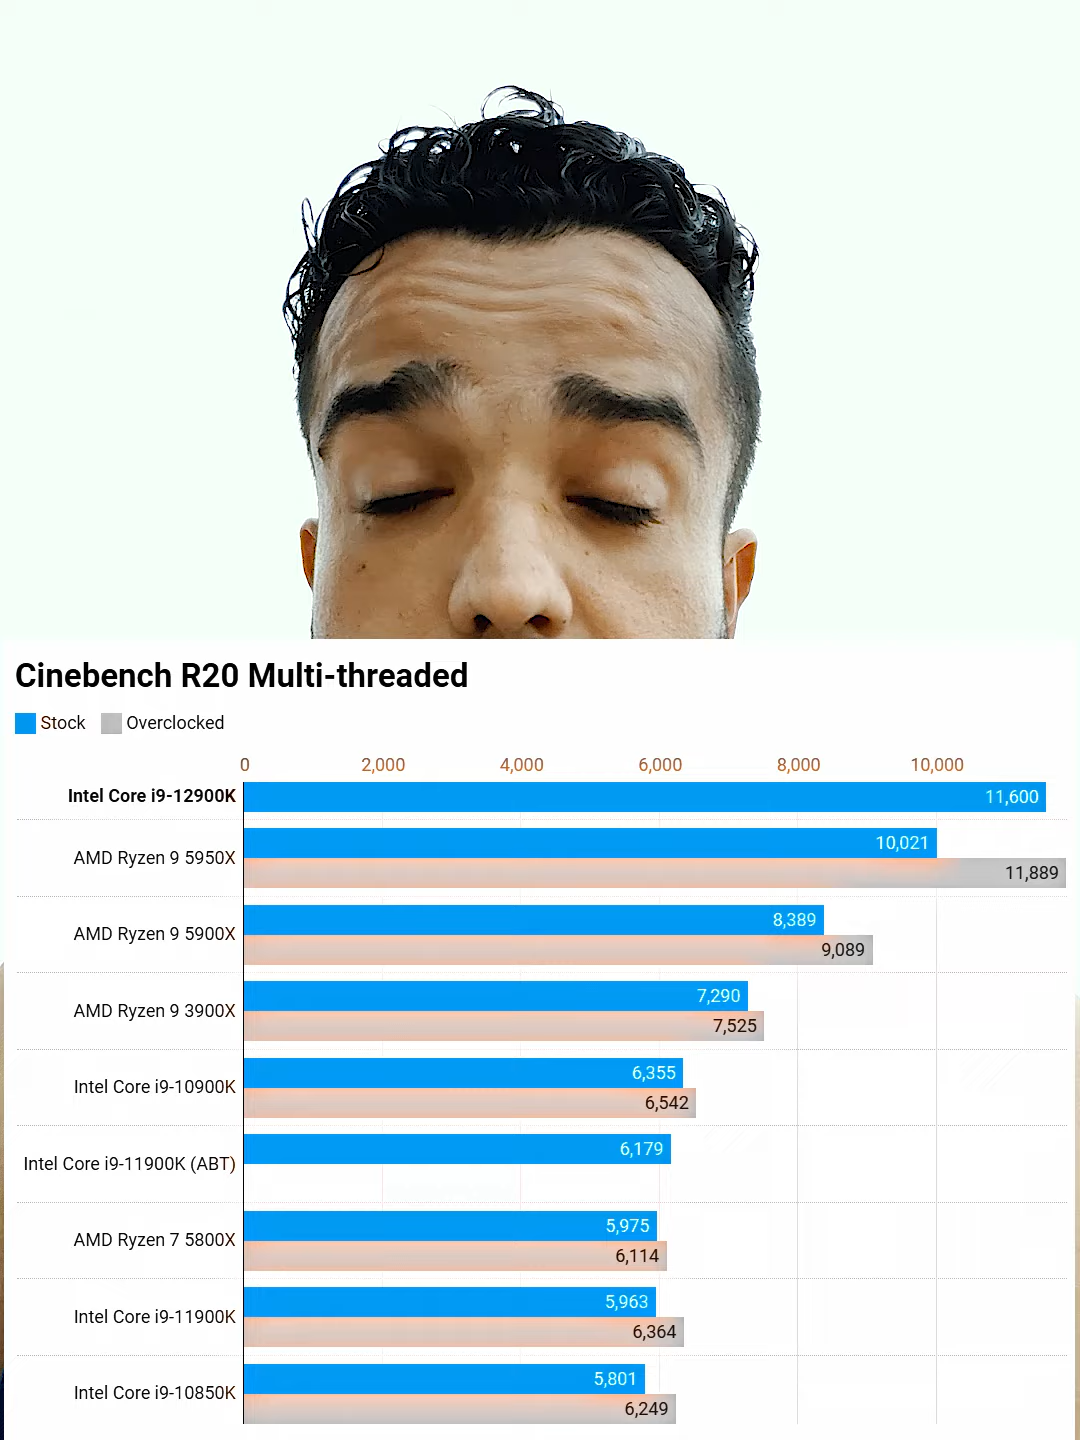 Cinebench R20 Multi-threaded
Stock Overclocked
0 2,000 4,000 6,000 8,000 10,000
Intel Core i9-12900K 11,600
AMD Ryzen 9 5950X 10,021
11,889
AMD Ryzen 9 5900X 8,389
9,089
AMD Ryzen 9 3900X 7,290
7,525
Intel Core i9-10900K 6,355
6,542
Intel Core i9-11900K (ABT) 6,179
AMD Ryzen 7 5800X 5,975
6,114
Intel Core i9-11900K 5,963
6,364
Intel Core i9-10850K 5,801
6,249